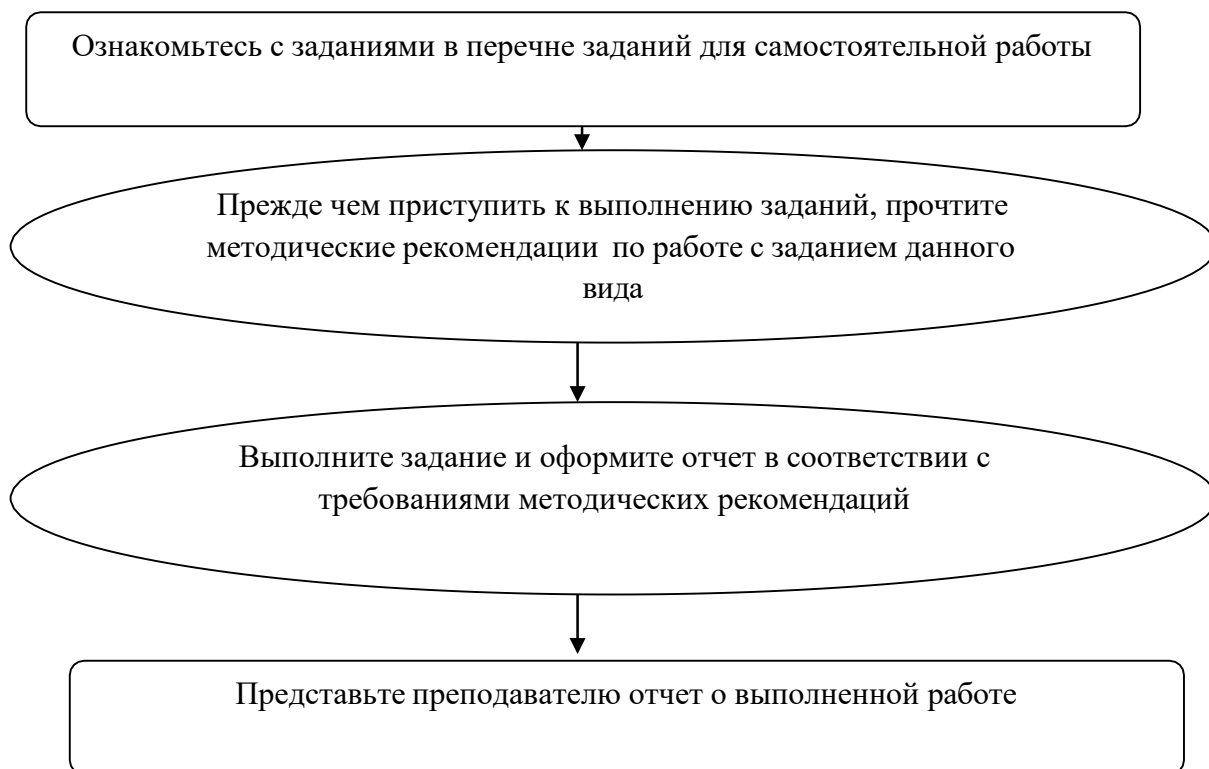 Ознакомьтесь с заданиями в перечне заданий для самостоятельной работы
Прежде чем приступить к выполнению заданий, прочтите
методические рекомендации  по работе с заданием данного
вида
Выполните задание и оформите отчет в соответствии с
требованиями методических рекомендаций
Представьте преподавателю отчет о выполненной работе